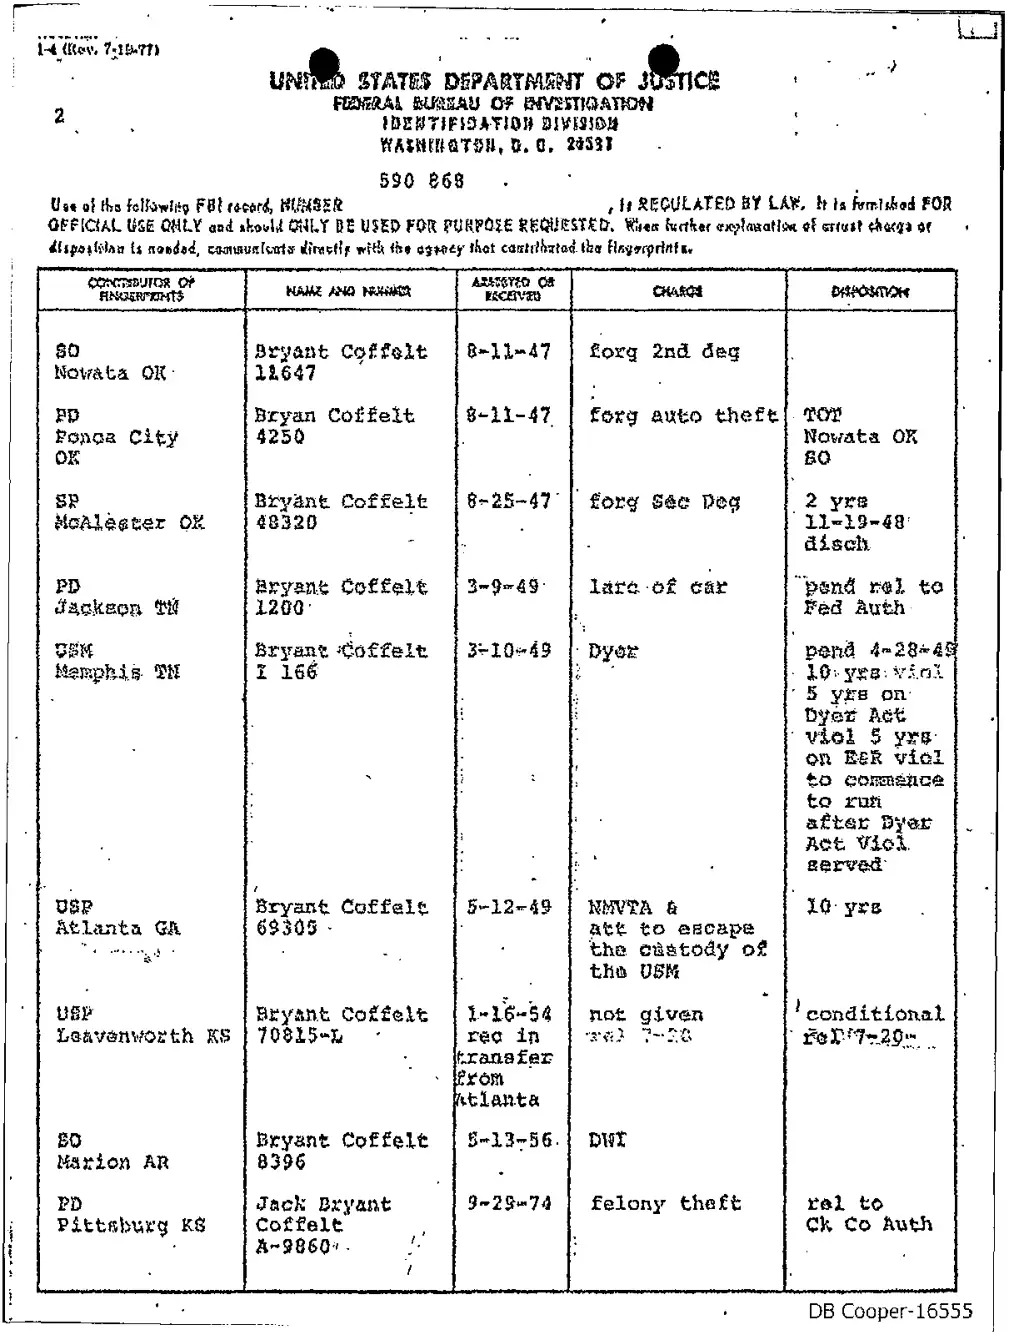 1-4 (Rev. 7-19-77)
UNITED STATES DEPARTMENT OF JUSTICE
FEDERAL BUREAU OF INVESTIGATION
IDENTIFICATION DIVISION
WASHINGTON, D. C. 20537
2
590 868
Use of the following FBI record, NUMBER , is REGULATED BY LAW. It is furnished FOR
OFFICIAL USE ONLY and should ONLY BE USED FOR PURPOSE REQUESTED. When further explanation of arrest charge or
disposition is needed, communicate directly with the agency that contributed the fingerprints.
CONTRIBUTOR OF
FINGERPRINTS
NAME AND NUMBER
ARRESTED OR
RECEIVED
CHARGE
DISPOSITION
SO
Nowata OK
Bryant Coffelt
11647
8-11-47
forg 2nd deg
PD
Ponca City
OK
Bryan Coffelt
4250
8-11-47
forg auto theft
TOT
Nowata OK
SO
SP
McAlester OK
Bryant Coffelt
48320
8-25-47
forg Sec Deg
2 yrs
11-19-48
disch
PD
Jackson TN
Bryant Coffelt
1200
3-9-49
larc of car
pend rel to
Fed Auth
USM
Memphis TN
Bryant Coffelt
I 166
3-10-49
Dyer
pend 4-28-49
10 yrs viol
5 yrs on
Dyer Act
viol 5 yrs
on E&R viol
to commence
to run
after Dyer
Act Viol
served
USP
Atlanta GA
Bryant Coffelt
69305
5-12-49
NMVTA &
att to escape
the custody of
the USM
10 yrs
USP
Leavenworth KS
Bryant Coffelt
70815-L
1-16-54
rec in
transfer
from
Atlanta
not given
conditional
rel 7-20-
SO
Marion AR
Bryant Coffelt
8396
5-13-56
DWI
PD
Pittsburg KS
Jack Bryant
Coffelt
A-9860
9-29-74
felony theft
rel to
Ck Co Auth
DB Cooper-16555